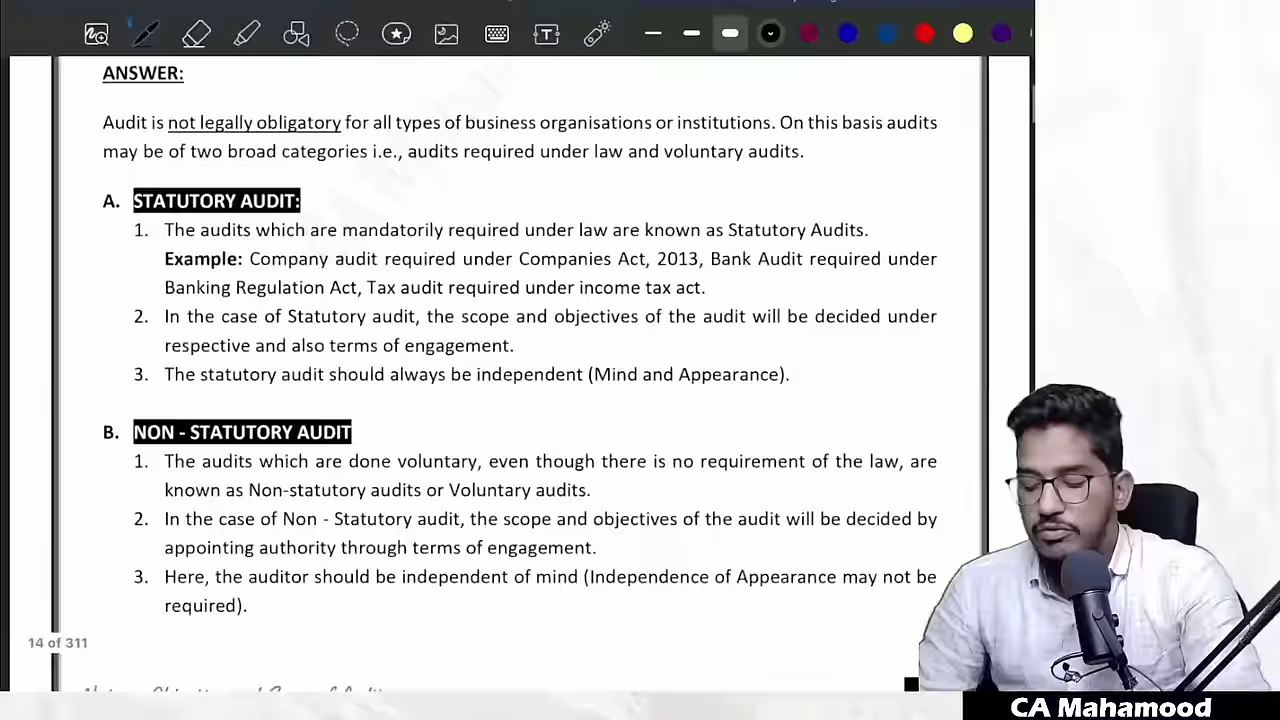 ANSWER:
Audit is not legally obligatory for all types of business organisations or institutions. On this basis audits
may be of two broad categories i.e., audits required under law and voluntary audits.
A. STATUTORY AUDIT:
1. The audits which are mandatorily required under law are known as Statutory Audits.
Example: Company audit required under Companies Act, 2013, Bank Audit required under
Banking Regulation Act, Tax audit required under income tax act.
2. In the case of Statutory audit, the scope and objectives of the audit will be decided under
respective and also terms of engagement.
3. The statutory audit should always be independent (Mind and Appearance).
B. NON - STATUTORY AUDIT
1. The audits which are done voluntary, even though there is no requirement of the law, are
known as Non-statutory audits or Voluntary audits.
2. In the case of Non - Statutory audit, the scope and objectives of the audit will be decided by
appointing authority through terms of engagement.
3. Here, the auditor should be independent of mind (Independence of Appearance may not be
required).
14 of 311
CA Mahamood